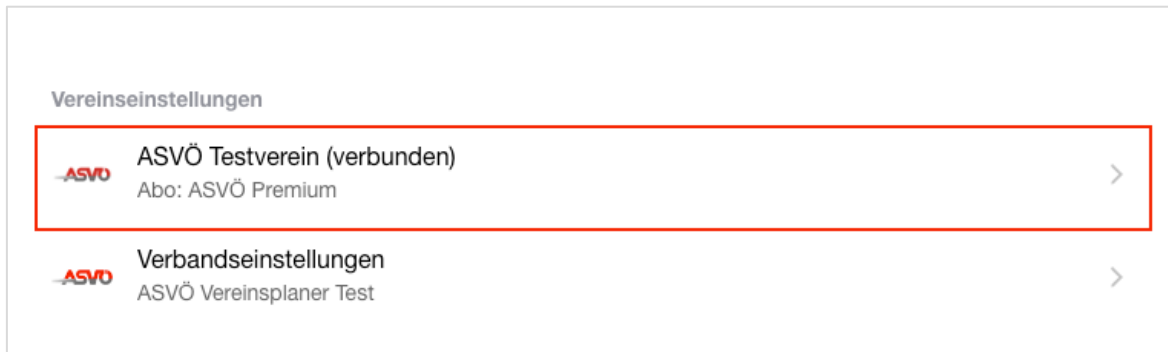 Vereinseinstellungen
ASVÖ
ASVÖ Testverein (verbunden)
Abo: ASVÖ Premium
ASVÖ
Verbandseinstellungen
ASVÖ Vereinsplaner Test